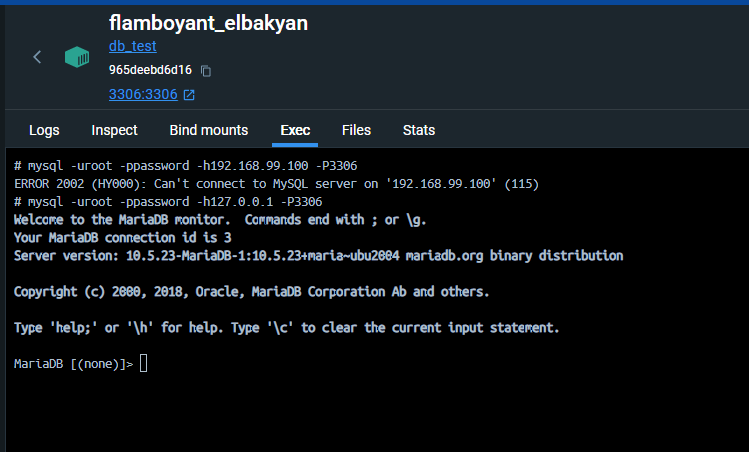 flamboyant_elbakyan
db_test
965deebd6d16
3306:3306
Logs Inspect Bind mounts Exec Files Stats
# mysql -uroot -ppassword -h192.168.99.100 -P3306
ERROR 2002 (HY000): Can't connect to MySQL server on '192.168.99.100' (115)
# mysql -uroot -ppassword -h127.0.0.1 -P3306
Welcome to the MariaDB monitor.  Commands end with ; or \g.
Your MariaDB connection id is 3
Server version: 10.5.23-MariaDB-1:10.5.23+maria~ubu2004 mariadb.org binary distribution
Copyright (c) 2000, 2018, Oracle, MariaDB Corporation Ab and others.
Type 'help;' or '\h' for help. Type '\c' to clear the current input statement.
MariaDB [(none)]>